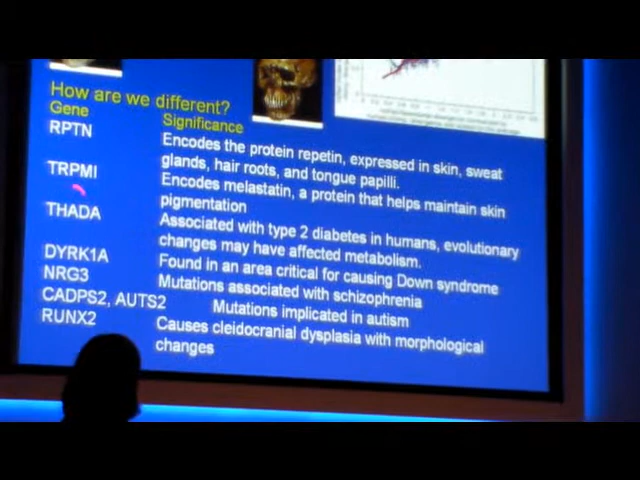 How are we different?
Gene Significance
RPTN Encodes the protein repetin, expressed in skin, sweat
glands, hair roots, and tongue papilli.
TRPMI Encodes melastatin, a protein that helps maintain skin
pigmentation
THADA Associated with type 2 diabetes in humans, evolutionary
changes may have affected metabolism.
DYRK1A Found in an area critical for causing Down syndrome
NRG3 Mutations associated with schizophrenia
CADPS2, AUTS2 Mutations implicated in autism
RUNX2 Causes cleidocranial dysplasia with morphological
changes